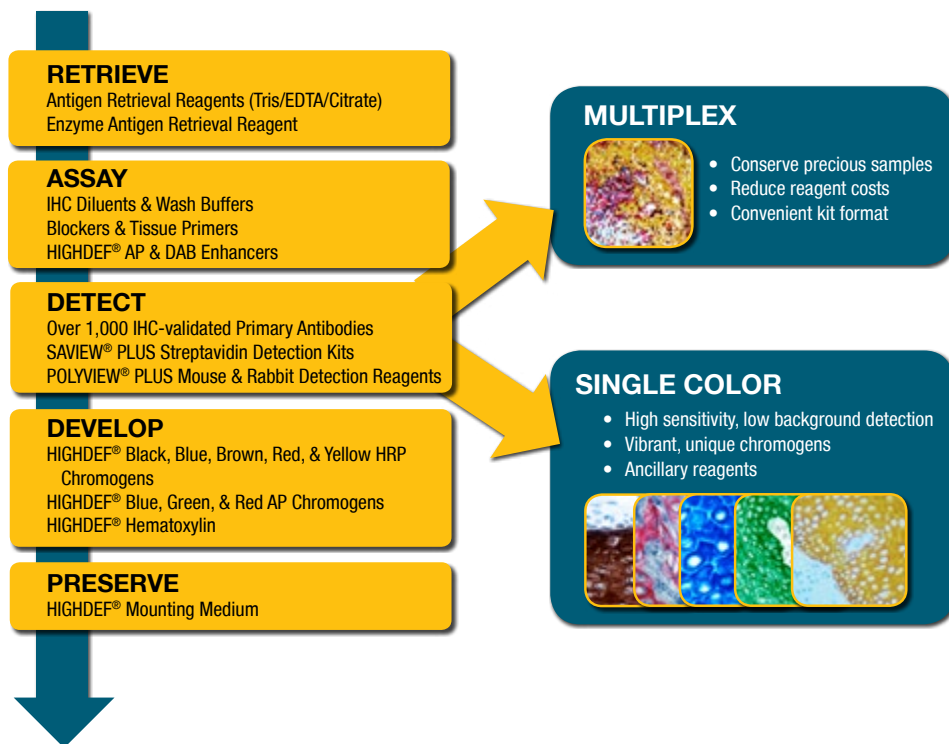 RETRIEVE
Antigen Retrieval Reagents (Tris/EDTA/Citrate)
Enzyme Antigen Retrieval Reagent
ASSAY
IHC Diluents & Wash Buffers
Blockers & Tissue Primers
HIGHDEF® AP & DAB Enhancers
DETECT
Over 1,000 IHC-validated Primary Antibodies
SAVIEW® PLUS Streptavidin Detection Kits
POLYVIEW® PLUS Mouse & Rabbit Detection Reagents
DEVELOP
HIGHDEF® Black, Blue, Brown, Red, & Yellow HRP
Chromogens
HIGHDEF® Blue, Green, & Red AP Chromogens
HIGHDEF® Hematoxylin
PRESERVE
HIGHDEF® Mounting Medium
MULTIPLEX
• Conserve precious samples
• Reduce reagent costs
• Convenient kit format
SINGLE COLOR
• High sensitivity, low background detection
• Vibrant, unique chromogens
• Ancillary reagents